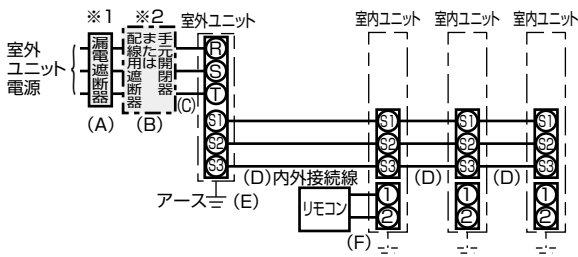 ※1
※2
室外ユニット
室内ユニット
室内ユニット
室内ユニット
室外
ユニット
電源
漏電遮断器
手元開閉器
または
配線用遮断器
(A)
(B)
(C)
R
S
T
S1
S2
S3
S1
S2
S3
S1
S2
S3
S1
S2
S3
(D)内外接続線
(D)
(D)
アース
(E)
リモコン
(F)
1
2
1
2
1
2